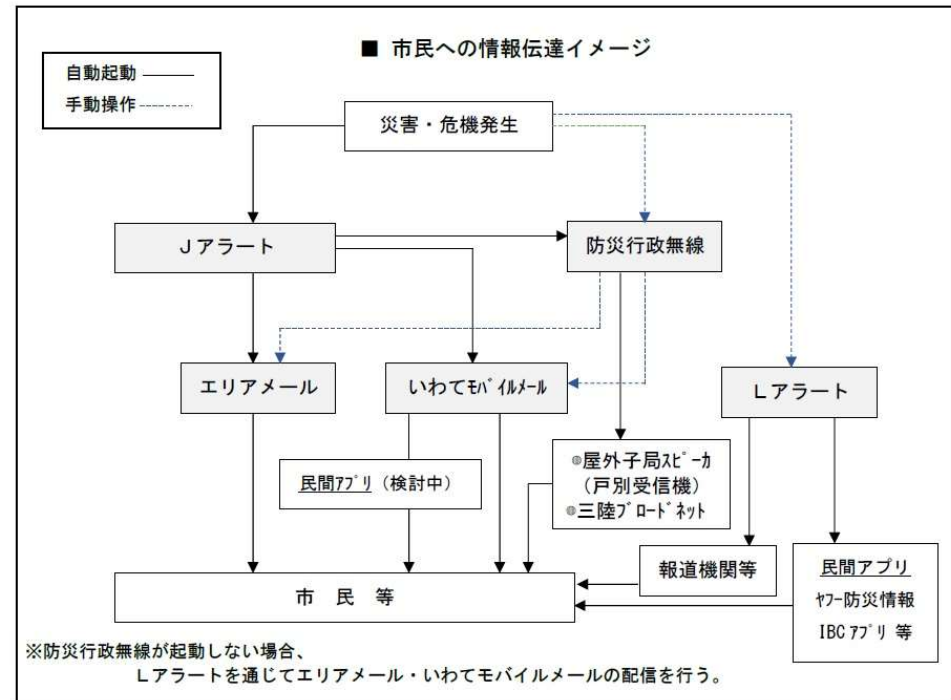 ■ 市民への情報伝達イメージ
自動起動
手動操作
災害・危機発生
Jアラート
防災行政無線
エリアメール
いわてﾓﾊﾞｲﾙﾒｰﾙ
Lアラート
民間ｱﾌﾟﾘ（検討中）
◎屋外子局ｽﾋﾟｰｶ
（戸別受信機）
◎三陸ﾌﾞﾛｰﾄﾞﾈｯﾄ
報道機関等
民間アプリ
ﾔﾌｰ防災情報
IBCｱﾌﾟﾘ 等
市 民 等
※防災行政無線が起動しない場合、
Lアラートを通じてエリアメール・いわてモバイルメールの配信を行う。